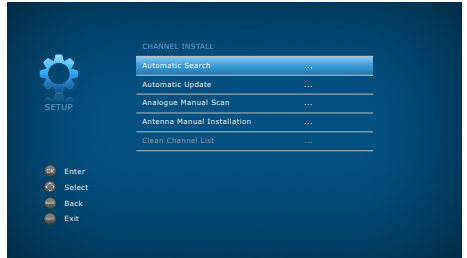 CHANNEL INSTALL
Automatic Search ...
Automatic Update ...
Analogue Manual Scan ...
Antenna Manual Installation ...
Clean Channel List ...
SETUP
OK Enter
Select
Back
Exit